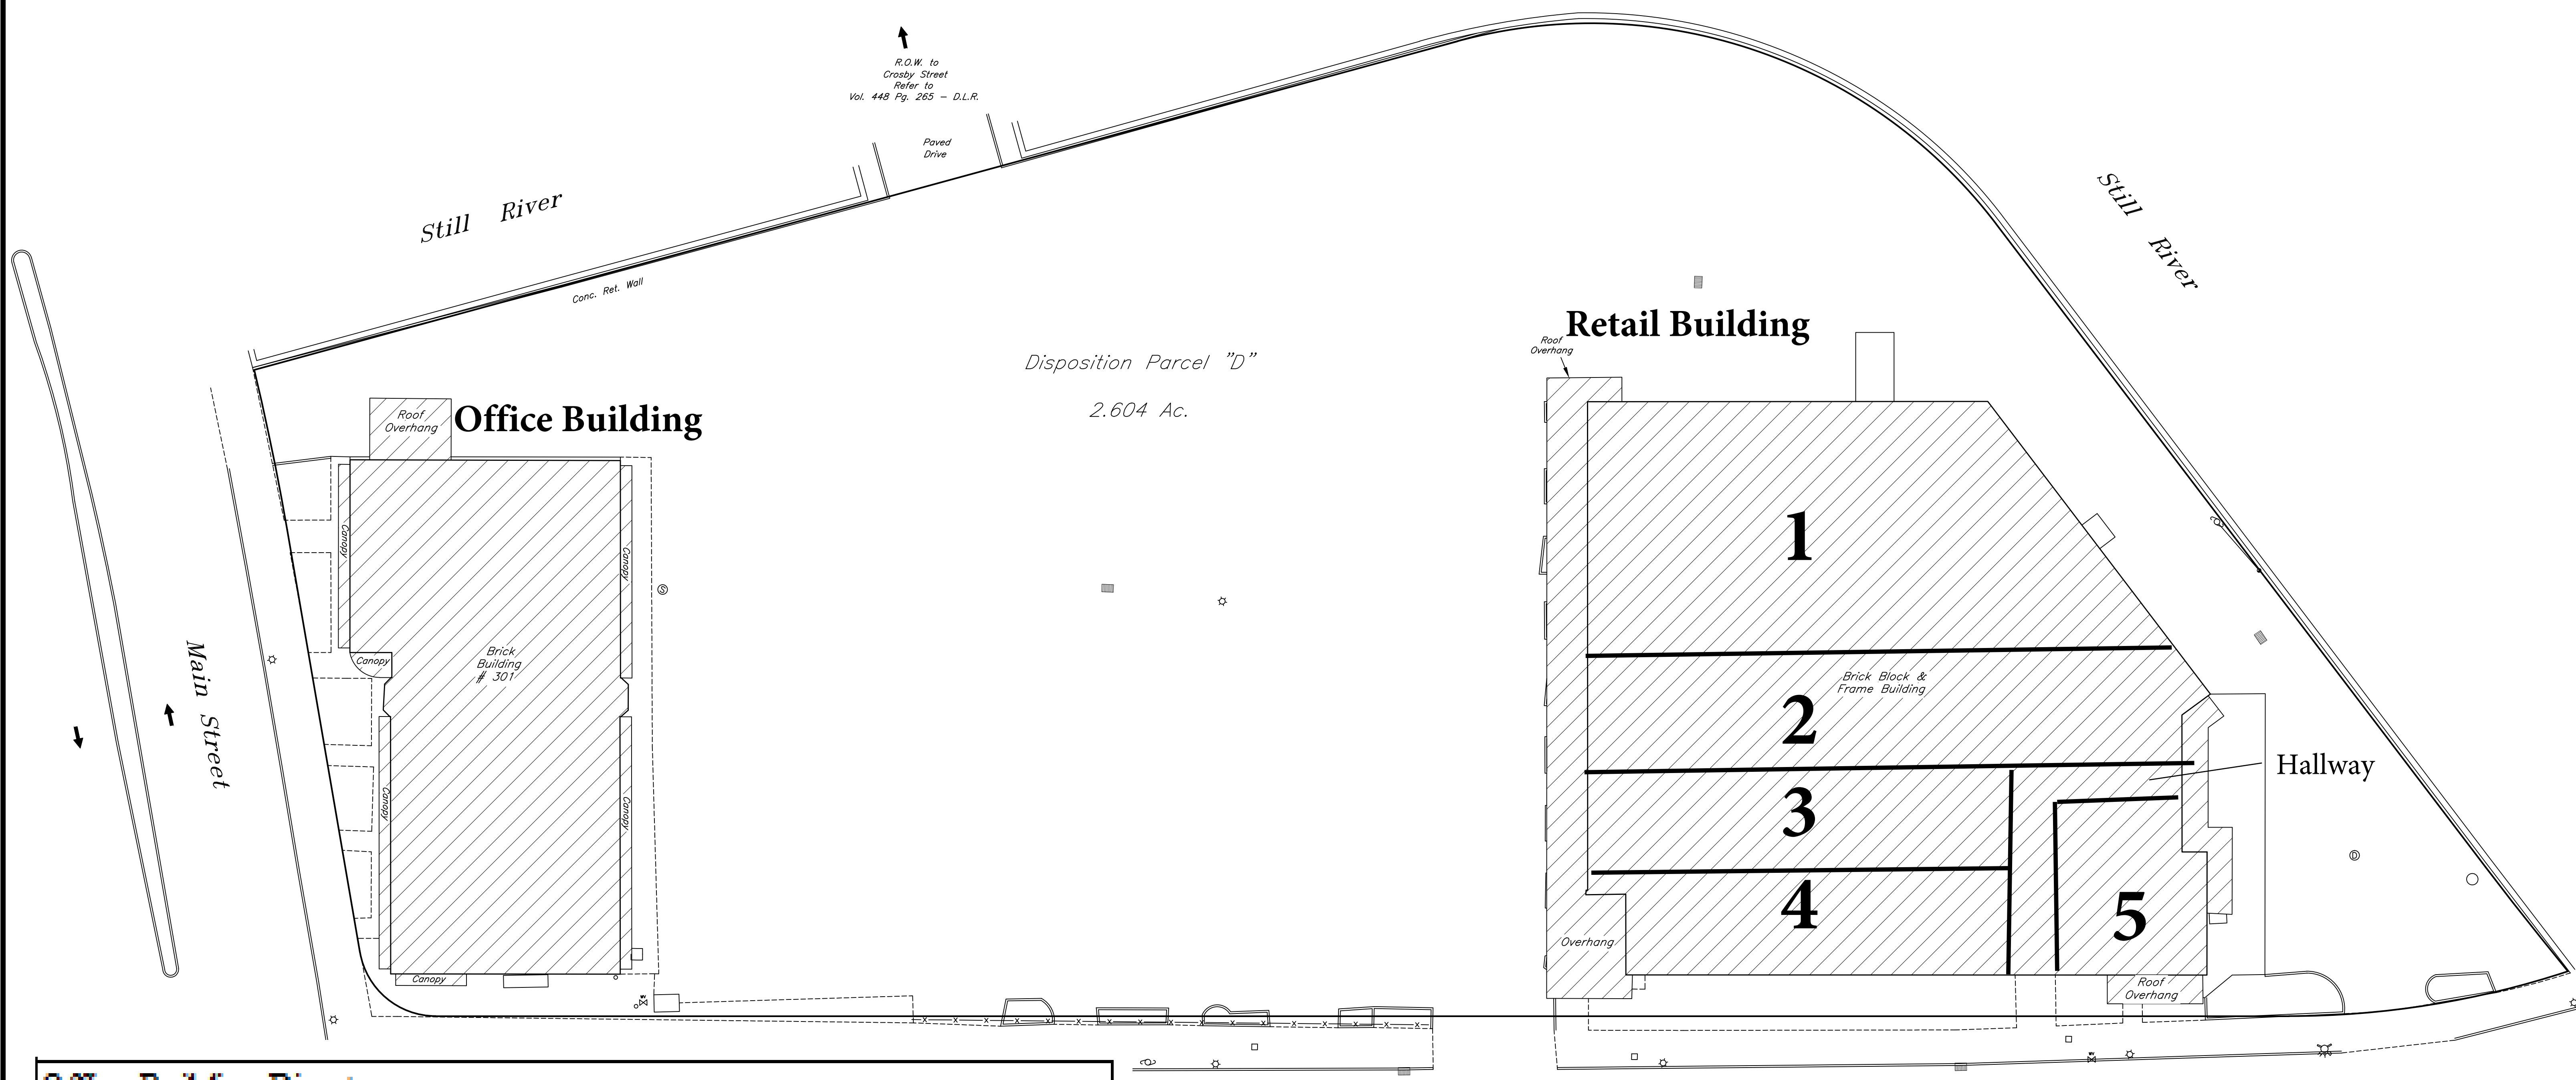 R.O.W. to
Crosby Street
Refer to
Vol. 448 Pg. 265 – D.L.R.
Paved
Drive
Still River
Still River
Conc. Ret. Wall
Retail Building
Roof
Overhang
Disposition Parcel "D"
2.604 Ac.
Roof
Overhang
Office Building
Canopy
Canopy
S
1
Main Street
Canopy
Brick
Building
# 301
Brick Block &
Frame Building
2
Hallway
3
Canopy
Canopy
D
4
5
Overhang
Canopy
Roof
Overhang
x x x x x x x x x x x x x x x x x